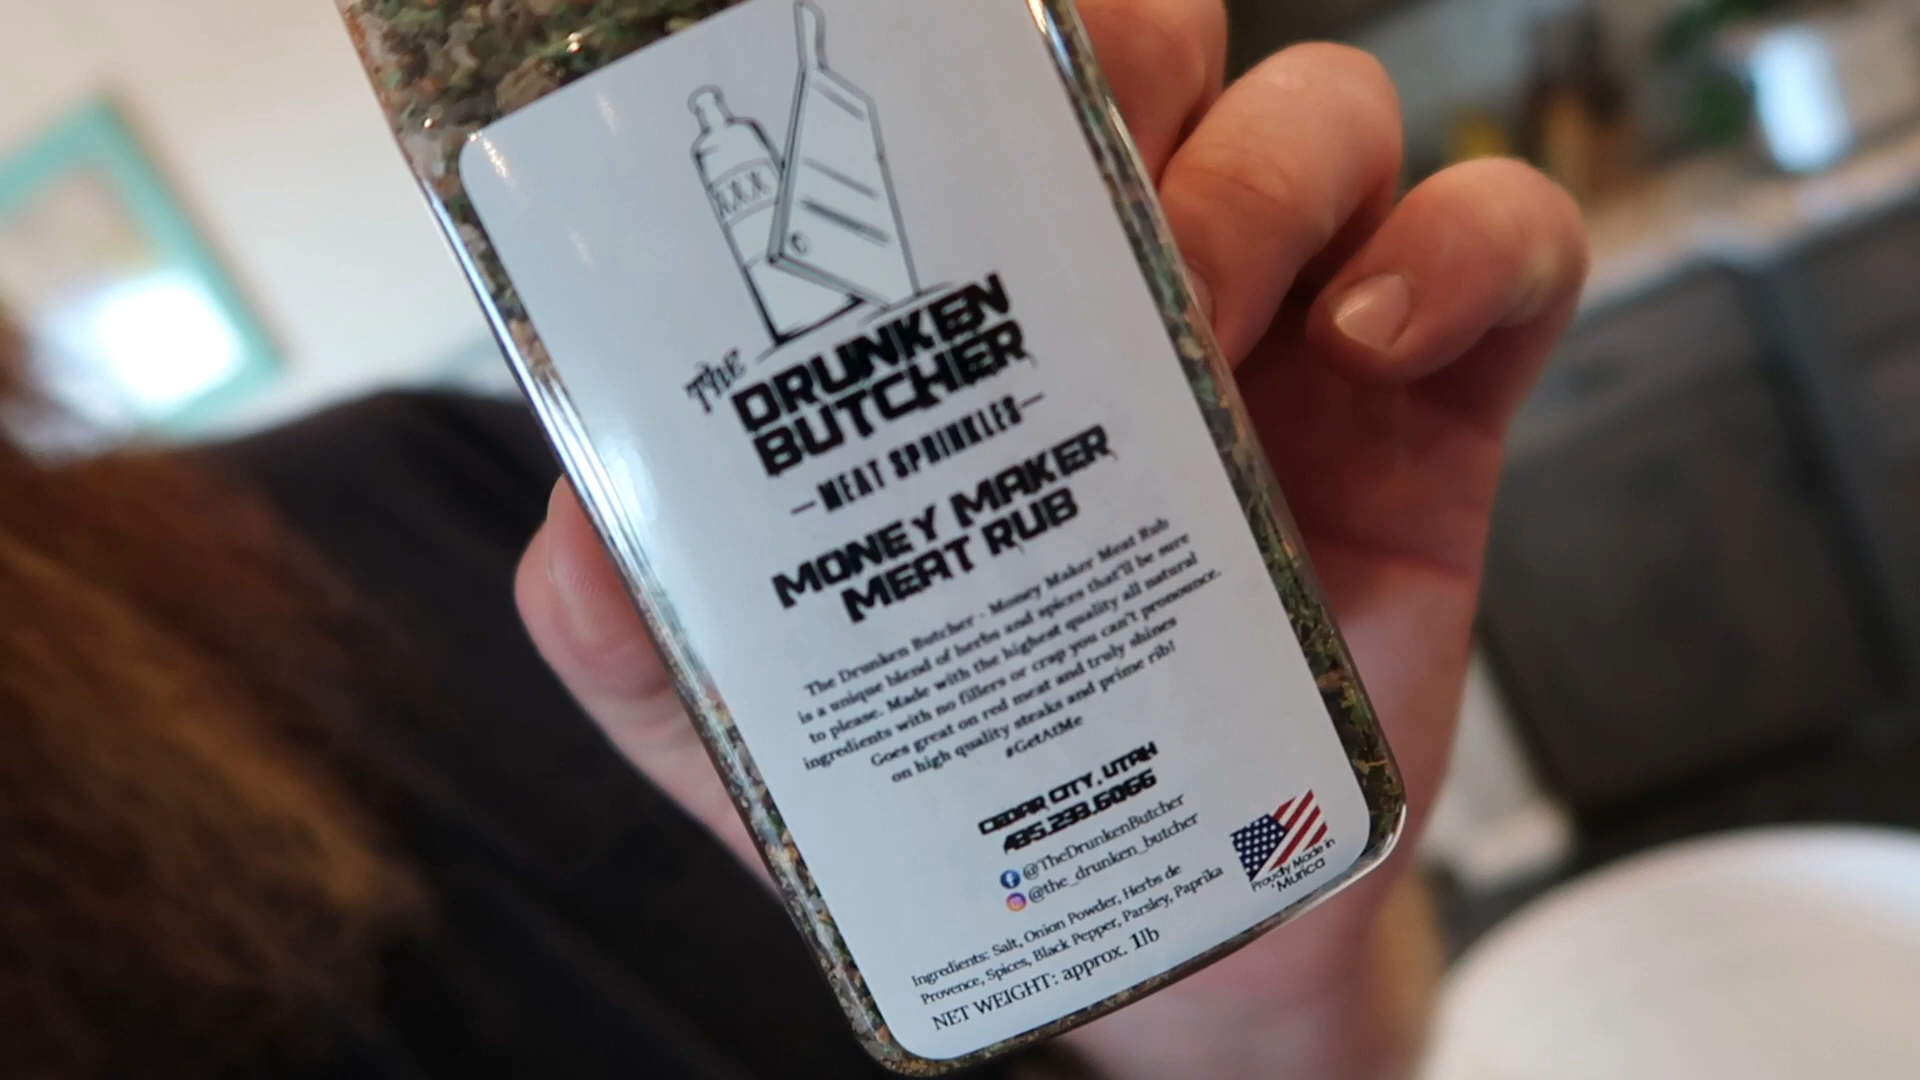 XXX
THE
DRUNKEN
BUTCHER
—MEAT SPRINKLES—
MONEY MAKER
MEAT RUB
The Drunken Butcher - Money Maker Meat Rub
is a unique blend of herbs and spices that'll be sure
to please. Made with the highest quality all natural
ingredients with no fillers or crap you can't pronounce.
Goes great on red meat and truly shines
on high quality steaks and prime rib!
#GetAtMe
CEDAR CITY, UTAH
435.233.6066
@TheDrunkenButcher
@the_drunken_butcher
Proudly Made in
'Murica
Ingredients: Salt, Onion Powder, Herbs de
Provence, Spices, Black Pepper, Parsley, Paprika
NET WEIGHT: approx. 1lb